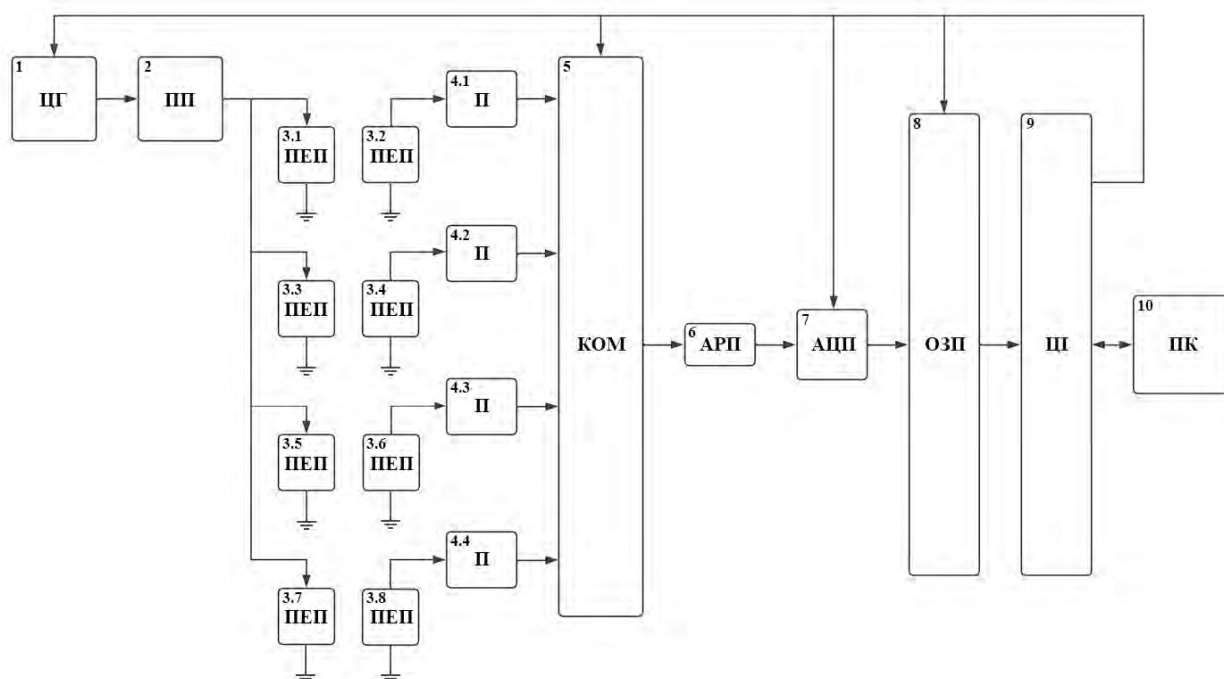 1
ЦГ
2
ПП
3.1
ПЕП
3.2
ПЕП
4.1
П
5
КОМ
3.3
ПЕП
3.4
ПЕП
4.2
П
3.5
ПЕП
3.6
ПЕП
4.3
П
3.7
ПЕП
3.8
ПЕП
4.4
П
6
АРП
7
АЦП
8
ОЗП
9
ЦІ
10
ПК